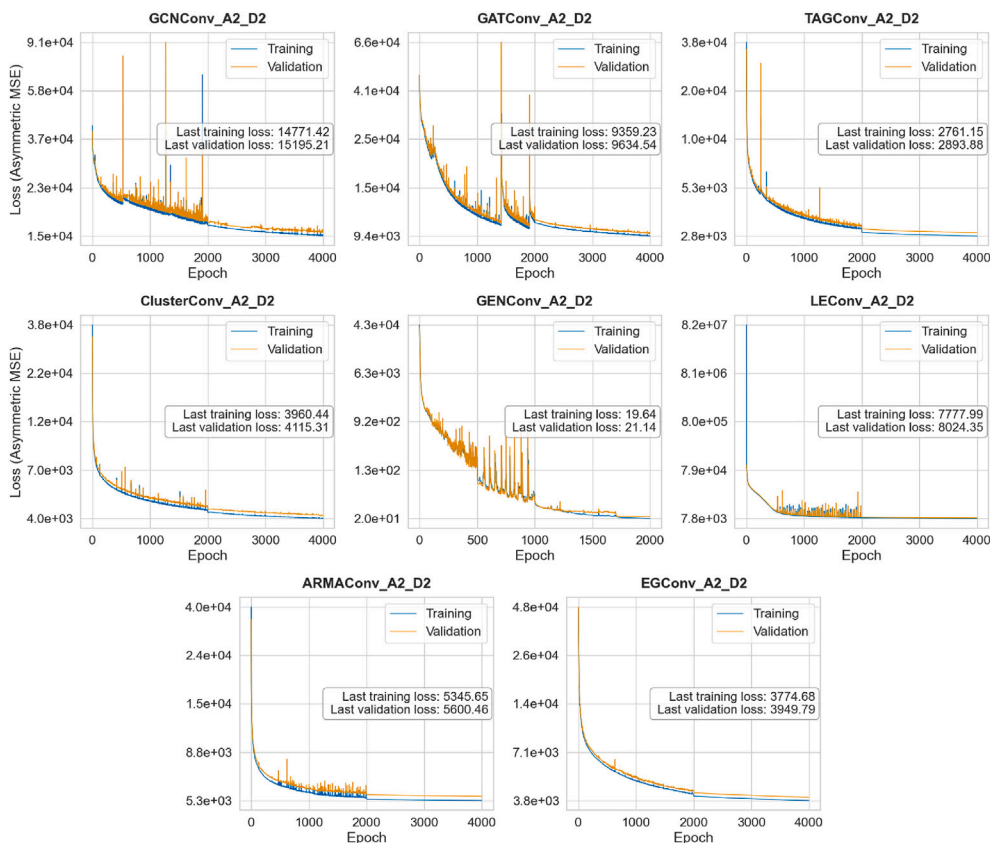 GCNConv_A2_D2
Loss (Asymmetric MSE)
9.1e+04
5.8e+04
3.7e+04
2.3e+04
1.5e+04
Training
Validation
Last training loss: 14771.42
Last validation loss: 15195.21
0 1000 2000 3000 4000
Epoch
GATConv_A2_D2
6.6e+04
4.1e+04
2.5e+04
1.5e+04
9.4e+03
Training
Validation
Last training loss: 9359.23
Last validation loss: 9634.54
0 1000 2000 3000 4000
Epoch
TAGConv_A2_D2
3.8e+04
2.0e+04
1.0e+04
5.3e+03
2.8e+03
Training
Validation
Last training loss: 2761.15
Last validation loss: 2893.88
0 1000 2000 3000 4000
Epoch
ClusterConv_A2_D2
Loss (Asymmetric MSE)
3.8e+04
2.2e+04
1.2e+04
7.0e+03
4.0e+03
Training
Validation
Last training loss: 3960.44
Last validation loss: 4115.31
0 1000 2000 3000 4000
Epoch
GENConv_A2_D2
4.3e+04
6.3e+03
9.2e+02
1.3e+02
2.0e+01
Training
Validation
Last training loss: 19.64
Last validation loss: 21.14
0 500 1000 1500 2000
Epoch
LEConv_A2_D2
8.2e+07
8.1e+06
8.0e+05
7.9e+04
7.8e+03
Training
Validation
Last training loss: 7777.99
Last validation loss: 8024.35
0 1000 2000 3000 4000
Epoch
ARMAConv_A2_D2
Loss (Asymmetric MSE)
4.0e+04
2.4e+04
1.5e+04
8.8e+03
5.3e+03
Training
Validation
Last training loss: 5345.65
Last validation loss: 5600.46
0 1000 2000 3000 4000
Epoch
EGConv_A2_D2
4.8e+04
2.6e+04
1.4e+04
7.1e+03
3.8e+03
Training
Validation
Last training loss: 3774.68
Last validation loss: 3949.79
0 1000 2000 3000 4000
Epoch